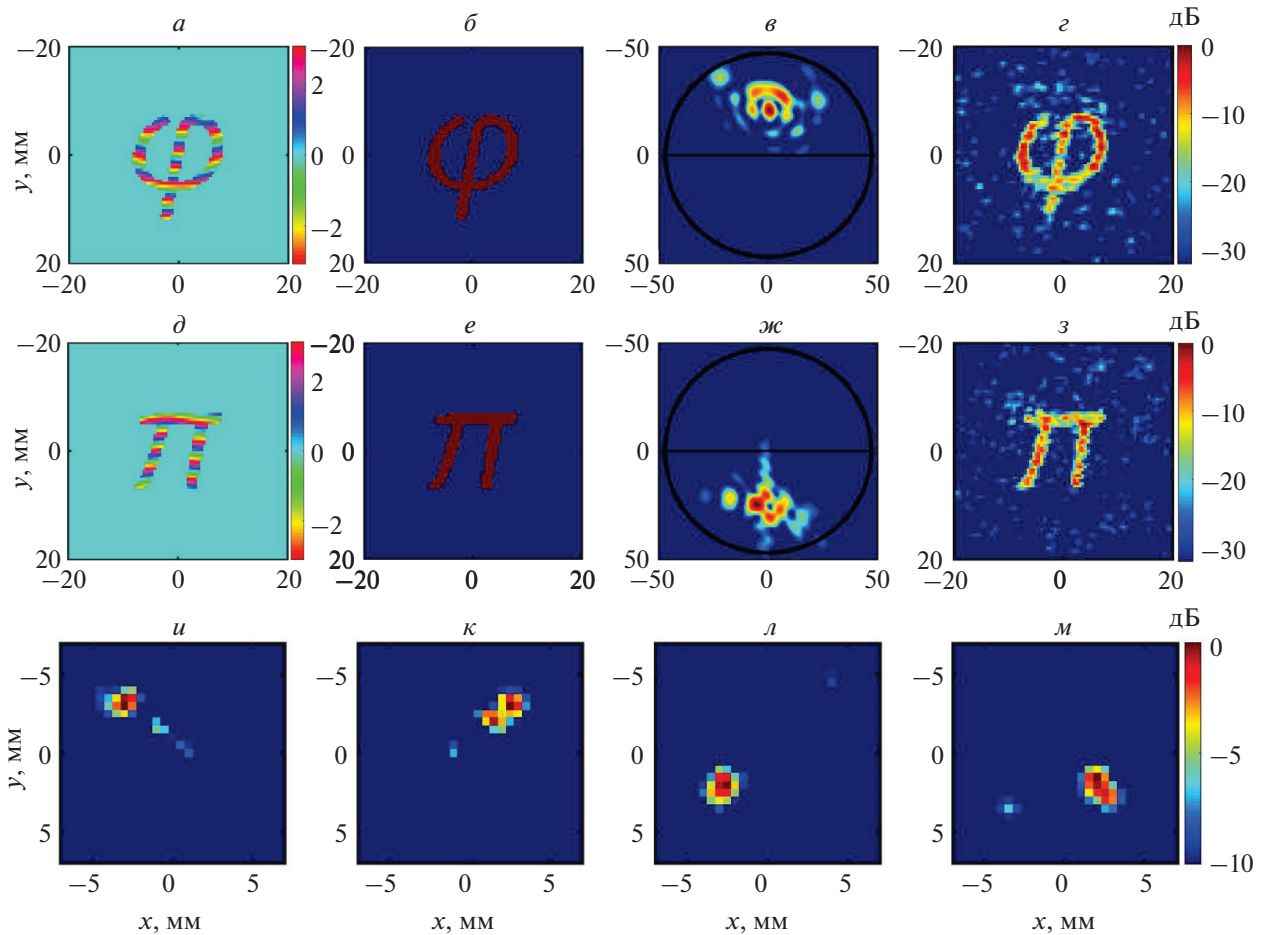 а б в г дБ
−20 −20 −50 −20 0
2
y, мм 0 0 0 0 0 −10
−20
−2
−30
20 20 50 20
−20 0 20 −20 0 20 −50 0 50 −20 0 20
д е ж з дБ
−20 −20 −50 −20 0
2
y, мм 0 0 0 0 0 −10
−20
−2
−30
20 20 50 20
−20 0 20 −20 0 20 −50 0 50 −20 0 20
и к л м дБ
0
−5 −5 −5 −5
y, мм 0 0 0 0 −5
5 5 5 5
−10
−5 0 5 −5 0 5 −5 0 5 −5 0 5
x, мм x, мм x, мм x, мм